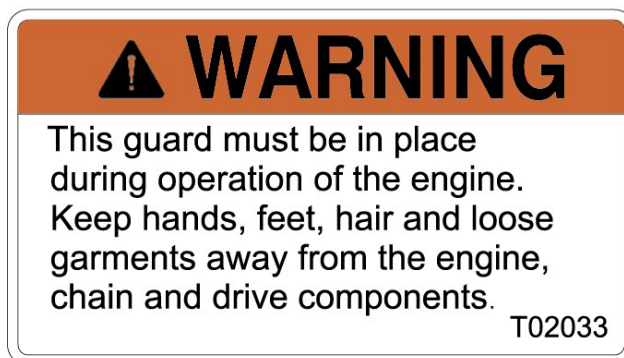 WARNING
This guard must be in place
during operation of the engine.
Keep hands, feet, hair and loose
garments away from the engine,
chain and drive components.
T02033